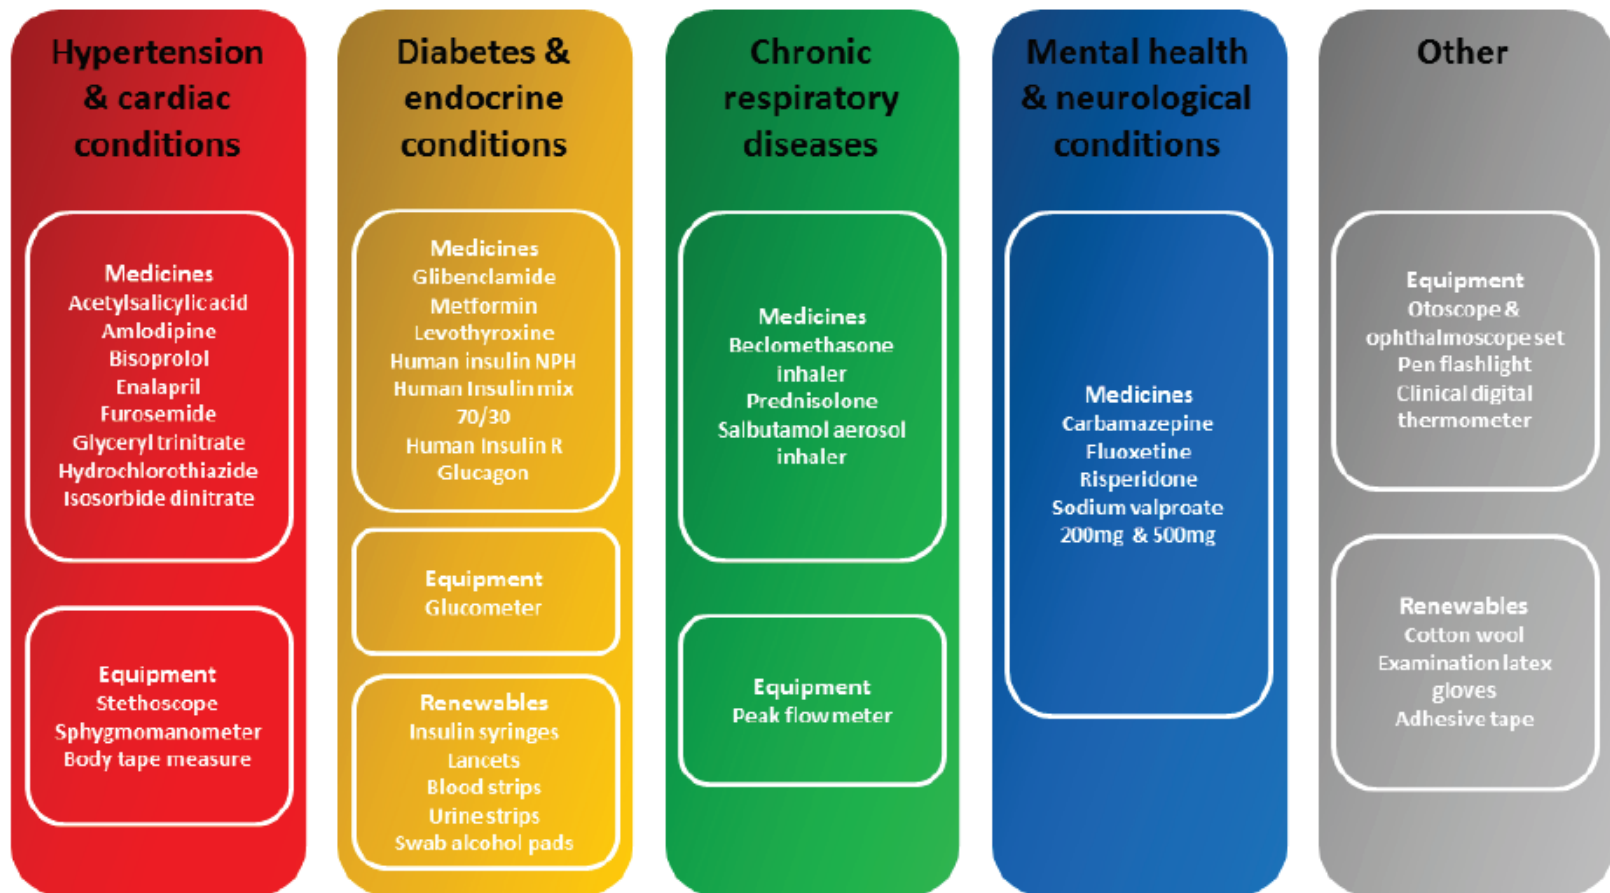 Hypertension
& cardiac
conditions
Medicines
Acetylsalicylic acid
Amlodipine
Bisoprolol
Enalapril
Furosemide
Glyceryl trinitrate
Hydrochlorothiazide
Isosorbide dinitrate
Equipment
Stethoscope
Sphygmomanometer
Body tape measure
Diabetes &
endocrine
conditions
Medicines
Glibenclamide
Metformin
Levothyroxine
Human insulin NPH
Human Insulin mix
70/30
Human Insulin R
Glucagon
Equipment
Glucometer
Renewables
Insulin syringes
Lancets
Blood strips
Urine strips
Swab alcohol pads
Chronic
respiratory
diseases
Medicines
Beclomethasone
inhaler
Prednisolone
Salbutamol aerosol
inhaler
Equipment
Peak flow meter
Mental health
& neurological
conditions
Medicines
Carbamazepine
Fluoxetine
Risperidone
Sodium valproate
200mg & 500mg
Other
Equipment
Otoscope &
ophthalmoscope set
Pen flashlight
Clinical digital
thermometer
Renewables
Cotton wool
Examination latex
gloves
Adhesive tape